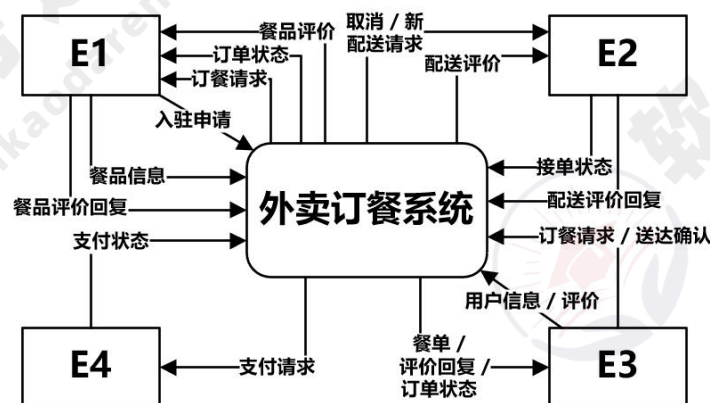 E1
餐品评价
订单状态
订餐请求
取消 / 新
配送请求
配送评价
E2
入驻申请
餐品信息
餐品评价回复
支付状态
外卖订餐系统
接单状态
配送评价回复
订餐请求 / 送达确认
用户信息 / 评价
E4
支付请求
餐单 /
评价回复 /
订单状态
E3